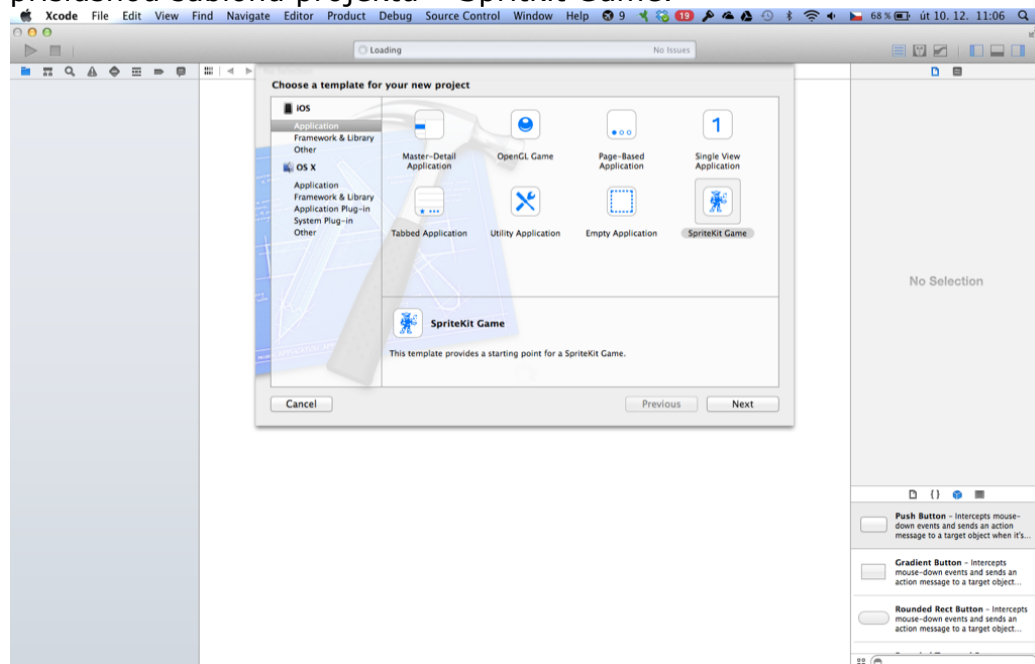 Xcode File Edit View Find Navigate Editor Product Debug Source Control Window Help 9 19 68 % út 10. 12. 11:06
Loading No Issues
Choose a template for your new project
iOS
Application
Framework & Library
Other
OS X
Application
Framework & Library
Application Plug-in
System Plug-in
Other
Master-Detail
Application
OpenGL Game
Page-Based
Application
1
Single View
Application
Tabbed Application
Utility Application
Empty Application
SpriteKit Game
SpriteKit Game
This template provides a starting point for a SpriteKit Game.
Cancel
Previous
Next
No Selection
{}
Push Button - Intercepts mouse-
down events and sends an action
message to a target object when it's...
Gradient Button - Intercepts
mouse-down events and sends an
action message to a target object...
Rounded Rect Button - Intercepts
mouse-down events and sends an
action message to a target object...